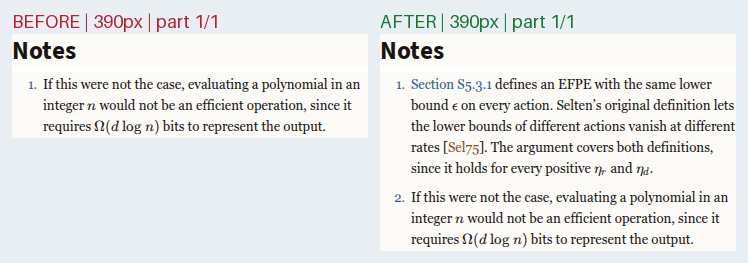 BEFORE | 390px | part 1/1
Notes
1. If this were not the case, evaluating a polynomial in an
integer n would not be an efficient operation, since it
requires Ω(d log n) bits to represent the output.
AFTER | 390px | part 1/1
Notes
1. Section S5.3.1 defines an EFPE with the same lower
bound ϵ on every action. Selten’s original definition lets
the lower bounds of different actions vanish at different
rates [Sel75]. The argument covers both definitions,
since it holds for every positive ηr and ηd.
2. If this were not the case, evaluating a polynomial in an
integer n would not be an efficient operation, since it
requires Ω(d log n) bits to represent the output.